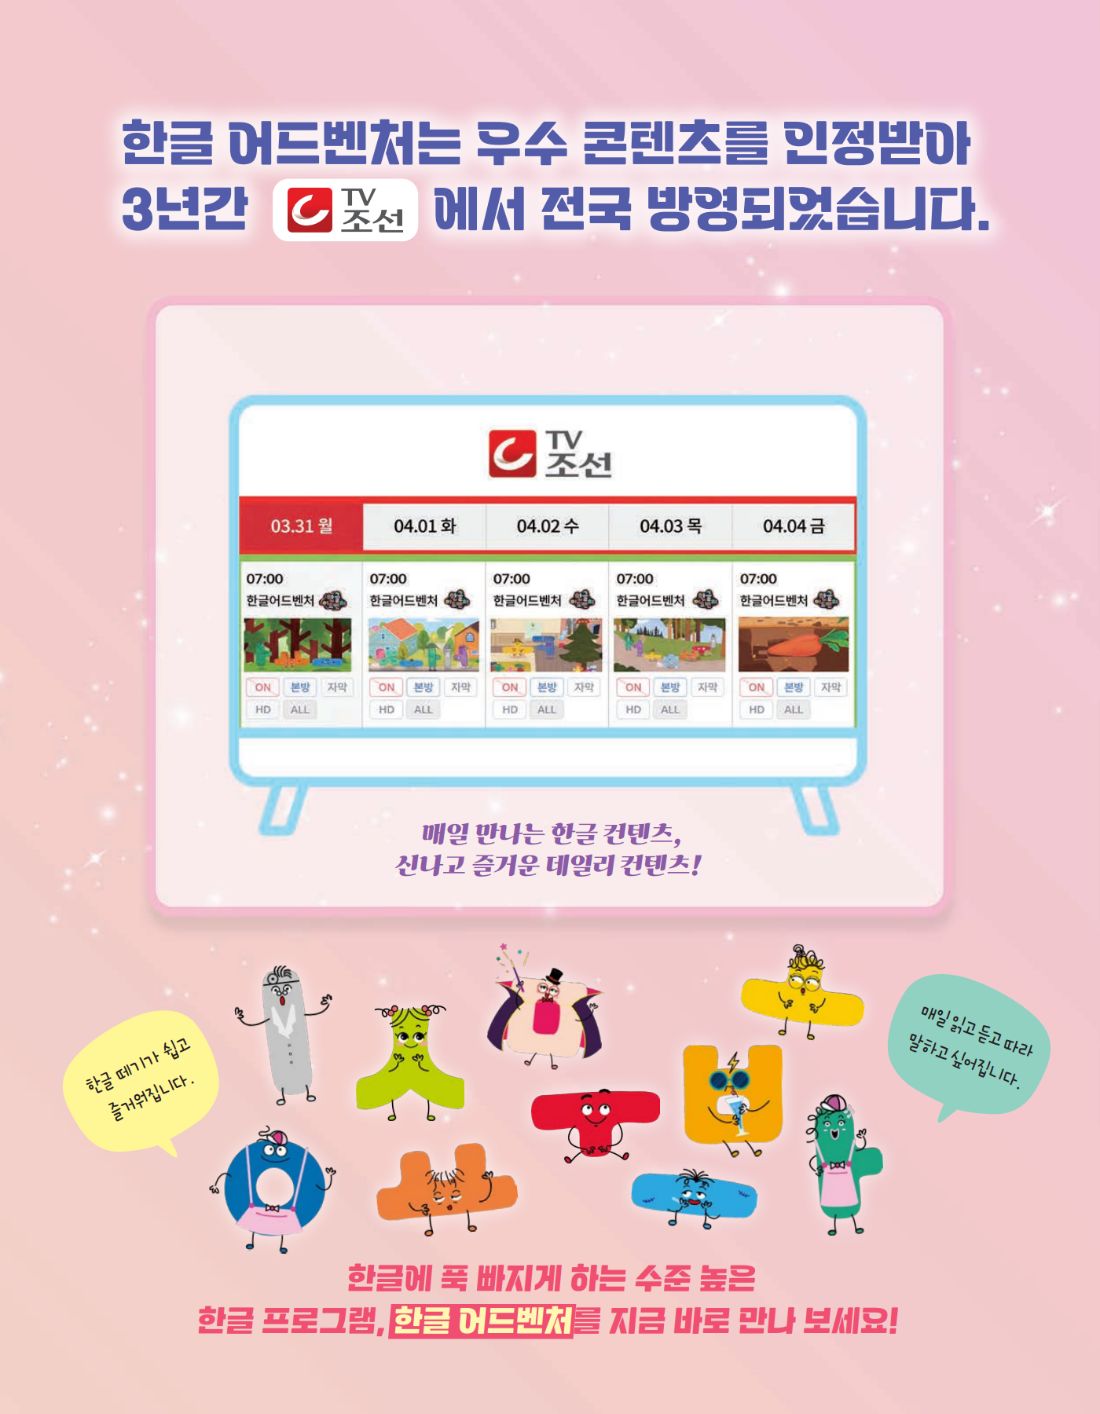 한글 어드벤처는 우수 콘텐츠를 인정받아
3년간 TV 조선 에서 전국 방영되었습니다.
TV
조선
03.31 월
04.01 화
04.02 수
04.03 목
04.04 금
07:00
한글어드벤처
ON 본방 자막
HD ALL
07:00
한글어드벤처
ON 본방 자막
HD ALL
07:00
한글어드벤처
ON 본방 자막
HD ALL
07:00
한글어드벤처
ON 본방 자막
HD ALL
07:00
한글어드벤처
ON 본방 자막
HD ALL
매일 만나는 한글 컨텐츠,
신나고 즐거운 데일리 컨텐츠!
한글 떼기가 쉽고
즐거워집니다.
매일 읽고 듣고 따라
말하고 싶어집니다.
한글에 푹 빠지게 하는 수준 높은
한글 프로그램, 한글 어드벤처를 지금 바로 만나 보세요!